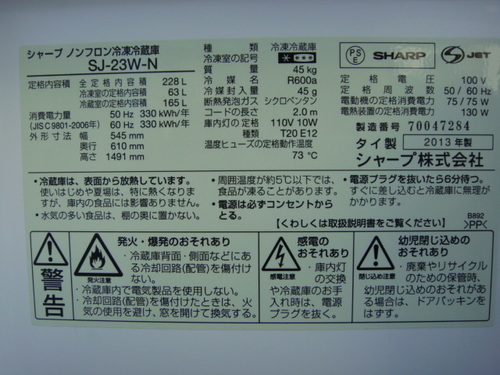 シャープ ノンフロン冷凍冷蔵庫
SJ-23W-N
定格内容積 全定格内容積 228 L
冷凍室内容積 63 L
冷蔵室内容積 165 L
消費電力量 50 Hz 330 kWh/年
(JIS C 9801-2006年) 60 Hz 330 kWh/年
外形寸法 幅 545 mm
奥行 610 mm
高さ 1491 mm
種類 冷凍冷蔵庫
冷凍室の記号
質量 45 kg
冷媒名 R600a
冷媒封入量 45 g
断熱発泡ガス シクロペンタン
コードの長さ 2.0 m
庫内灯の定格 110V 10W
T20 E12
温度ヒューズの定格動作温度
73 ℃
PS
E
SHARP
JET
定格電圧 100 V
定格周波数 50 / 60 Hz
電動機の定格消費電力 75 / 75 W
電熱装置の定格消費電力 130 W
製造番号 70047284
タイ製 2013年製
シャープ株式会社
・冷蔵庫は、表面から放熱しています。
使いはじめや夏場は、特に熱くなり
ますが、庫内の食品には影響ありません。
・水気の多い食品は、棚の奥に置かない。
・周囲温度が約5℃以下では、
食品に影響がでることがあります。
・電源は必ずコンセントから
とる。
・電源プラグを抜いたら6分待つ。
すぐに差し込むと冷蔵庫に無理が
かかります。
【くわしくは取扱説明書をご覧ください】
B892
>PP<
警告
発火・爆発のおそれあり
発火注意
・冷蔵庫背面・側面などにあ
る冷却回路(配管)を傷つけ
ない。
・冷蔵庫内で電気製品を使用しない。
・冷却回路(配管)を傷付けたときは、火気
の使用を避け、窓を開けて換気する。
感電の
おそれあり
感電注意
・庫内灯
の交換
や冷蔵庫のお手
入れ時は、電源
プラグを抜く。
幼児閉じ込めの
おそれあり
閉じ込め注意
・廃棄やリサイクル
のための保管時、
幼児の閉じ込めのおそれがあ
る場合は、ドアパッキンを
はずす。